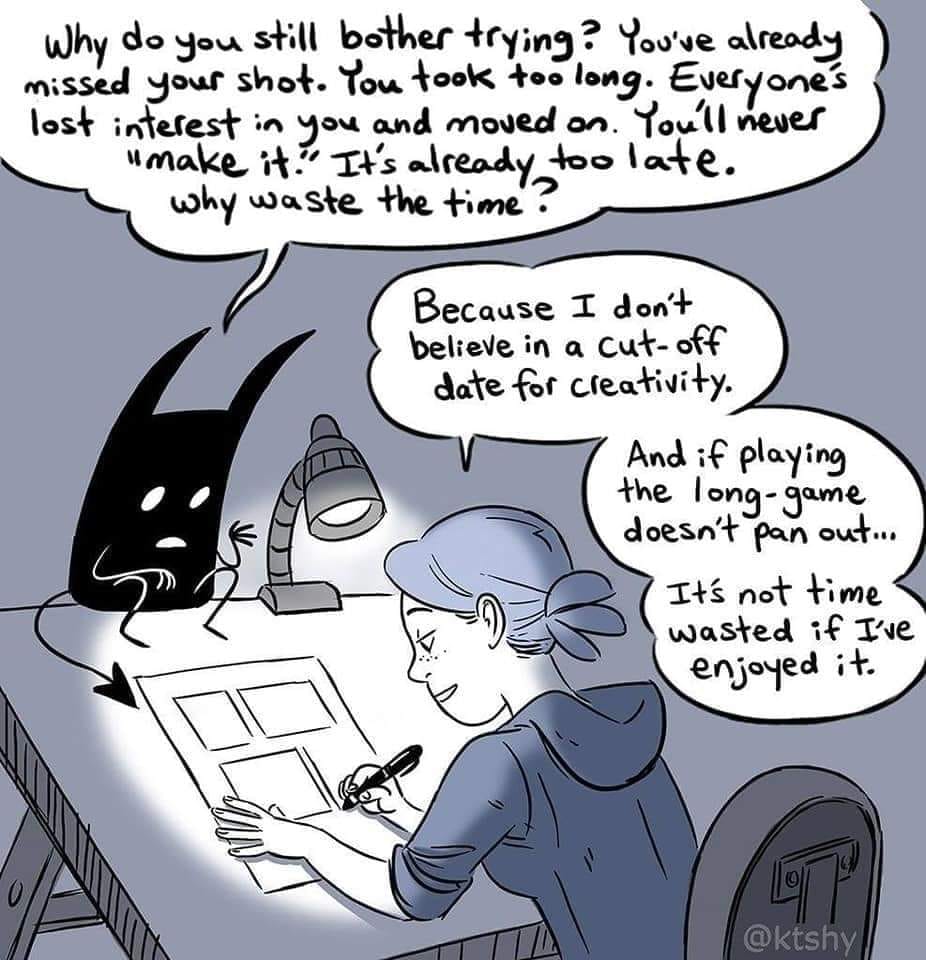 Why do you still bother trying? You've already
missed your shot. You took too long. Everyone's
lost interest in you and moved on. You'll never
"make it." It's already too late.
why waste the time?
Because I don't
believe in a cut-off
date for creativity.
And if playing
the long-game
doesn't pan out...
It's not time
wasted if I've
enjoyed it.
@ktshy